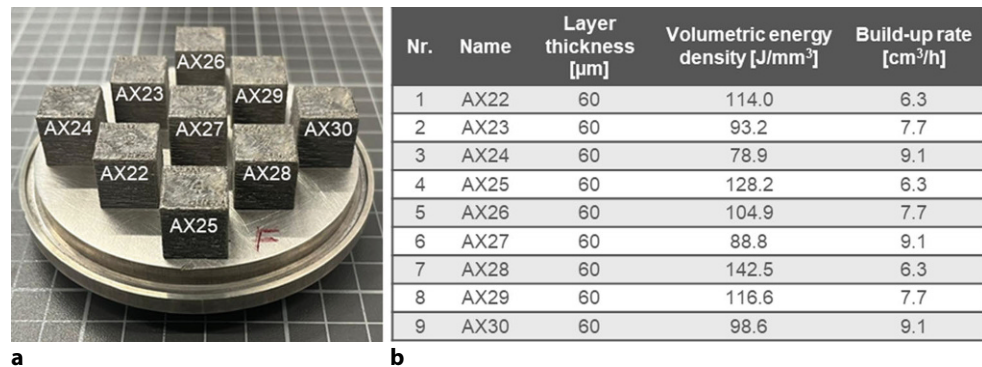 AX26
AX23 AX29
AX24 AX27 AX30
AX22 AX28
AX25
F
a
Nr. Name Layer thickness [µm] Volumetric energy density [J/mm³] Build-up rate [cm³/h]
1 AX22 60 114.0 6.3
2 AX23 60 93.2 7.7
3 AX24 60 78.9 9.1
4 AX25 60 128.2 6.3
5 AX26 60 104.9 7.7
6 AX27 60 88.8 9.1
7 AX28 60 142.5 6.3
8 AX29 60 116.6 7.7
9 AX30 60 98.6 9.1
b